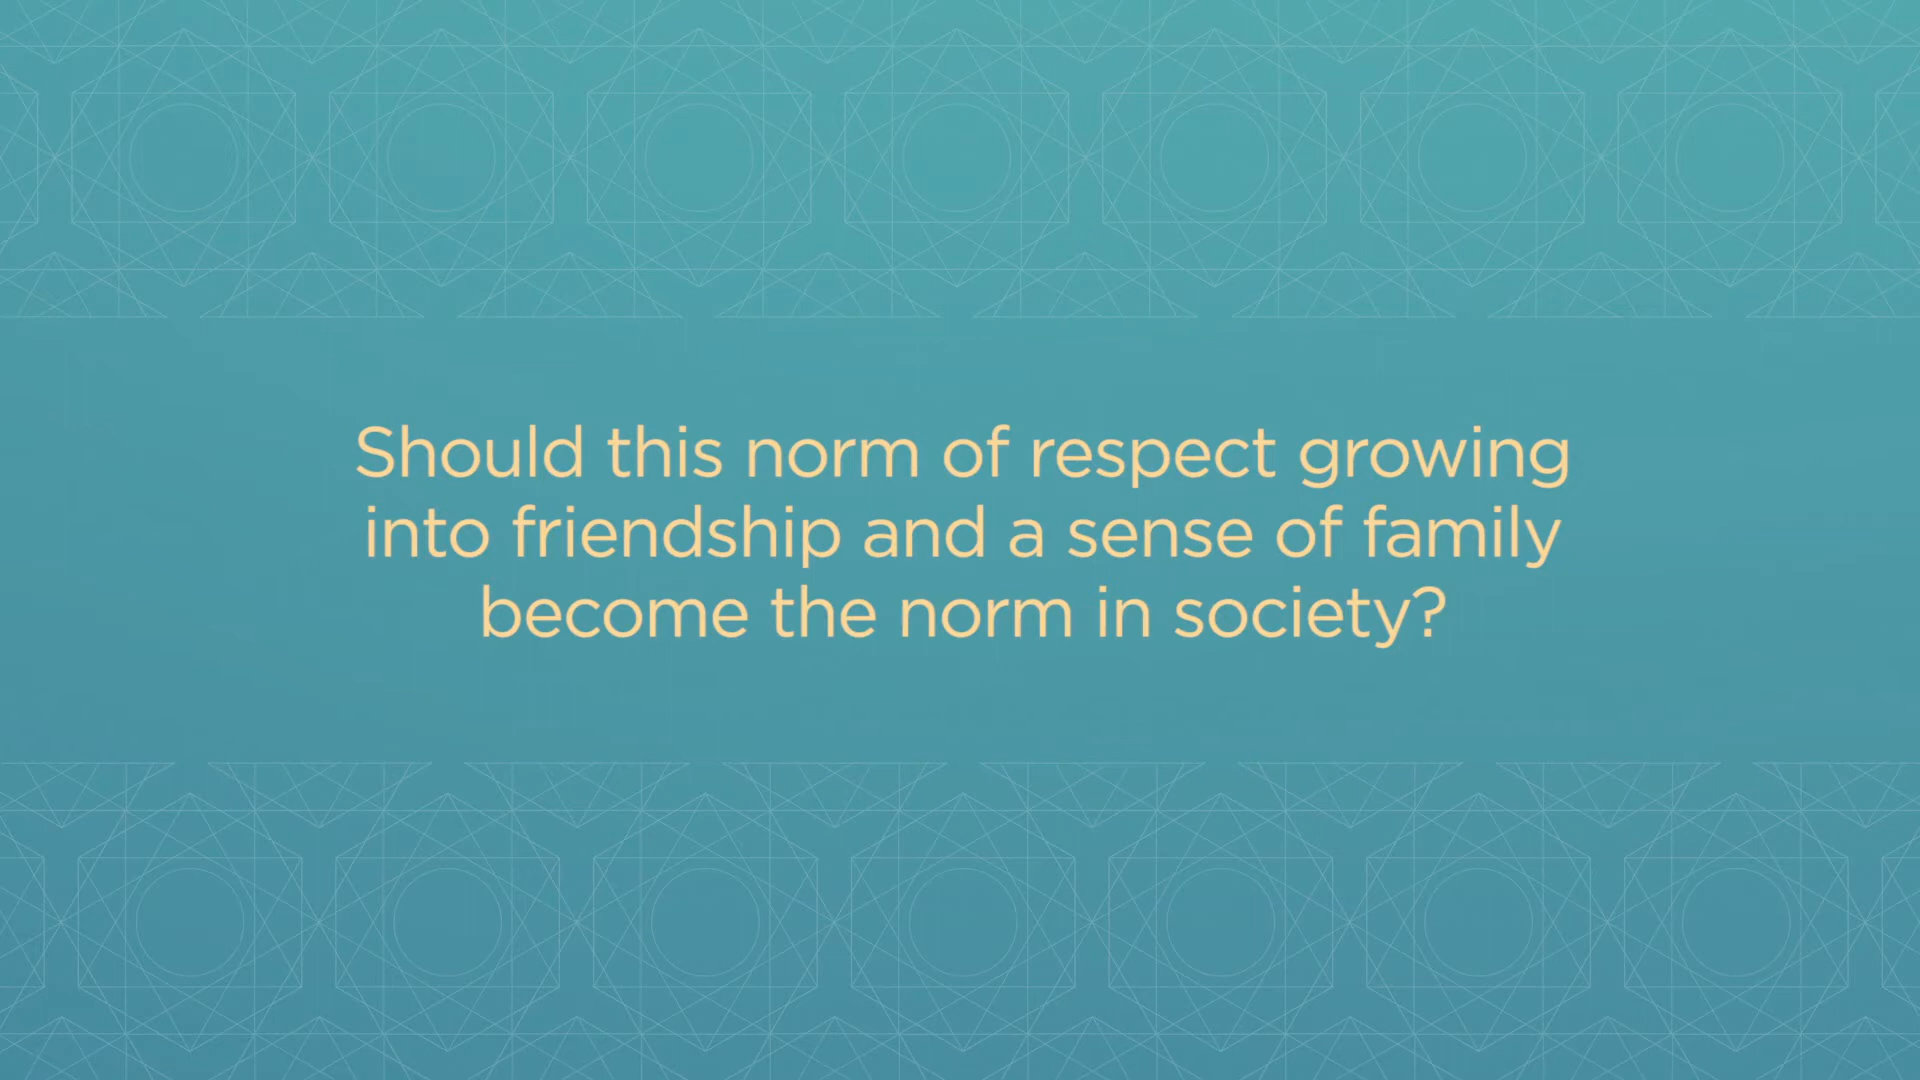 Should this norm of respect growing
into friendship and a sense of family
become the norm in society?